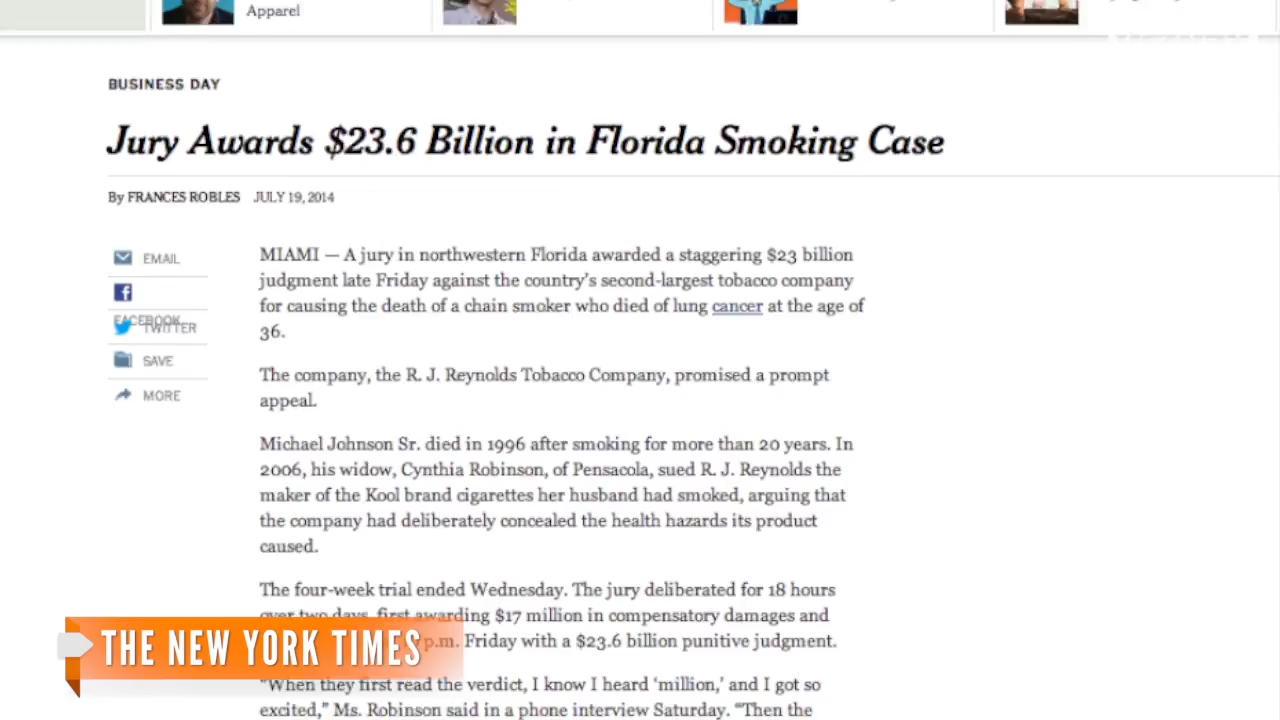 Apparel
BUSINESS DAY
Jury Awards $23.6 Billion in Florida Smoking Case
By FRANCES ROBLES JULY 19, 2014
EMAIL
FACEBOOK
TWITTER
SAVE
MORE
MIAMI — A jury in northwestern Florida awarded a staggering $23 billion
judgment late Friday against the country's second-largest tobacco company
for causing the death of a chain smoker who died of lung cancer at the age of
36.
The company, the R. J. Reynolds Tobacco Company, promised a prompt
appeal.
Michael Johnson Sr. died in 1996 after smoking for more than 20 years. In
2006, his widow, Cynthia Robinson, of Pensacola, sued R. J. Reynolds the
maker of the Kool brand cigarettes her husband had smoked, arguing that
the company had deliberately concealed the health hazards its product
caused.
The four-week trial ended Wednesday. The jury deliberated for 18 hours
over two days, first awarding $17 million in compensatory damages and
p.m. Friday with a $23.6 billion punitive judgment.
THE NEW YORK TIMES
"When they first read the verdict, I know I heard 'million,' and I got so
excited," Ms. Robinson said in a phone interview Saturday. "Then the